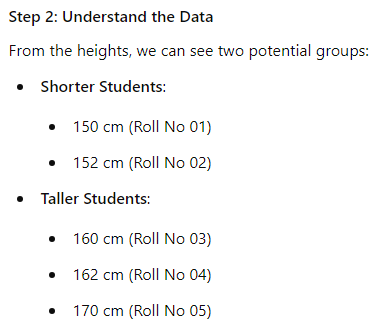 Step 2: Understand the Data
From the heights, we can see two potential groups:
• Shorter Students:
• 150 cm (Roll No 01)
• 152 cm (Roll No 02)
• Taller Students:
• 160 cm (Roll No 03)
• 162 cm (Roll No 04)
• 170 cm (Roll No 05)